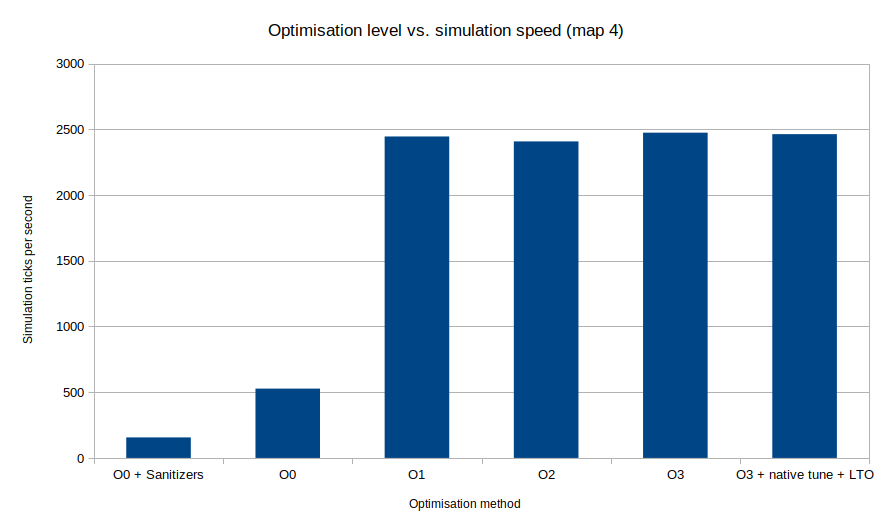 Optimisation level vs. simulation speed (map 4)
3000
2500
2000
1500
1000
500
0
Simulation ticks per second
O0 + Sanitizers
O0
O1
O2
O3
O3 + native tune + LTO
Optimisation method